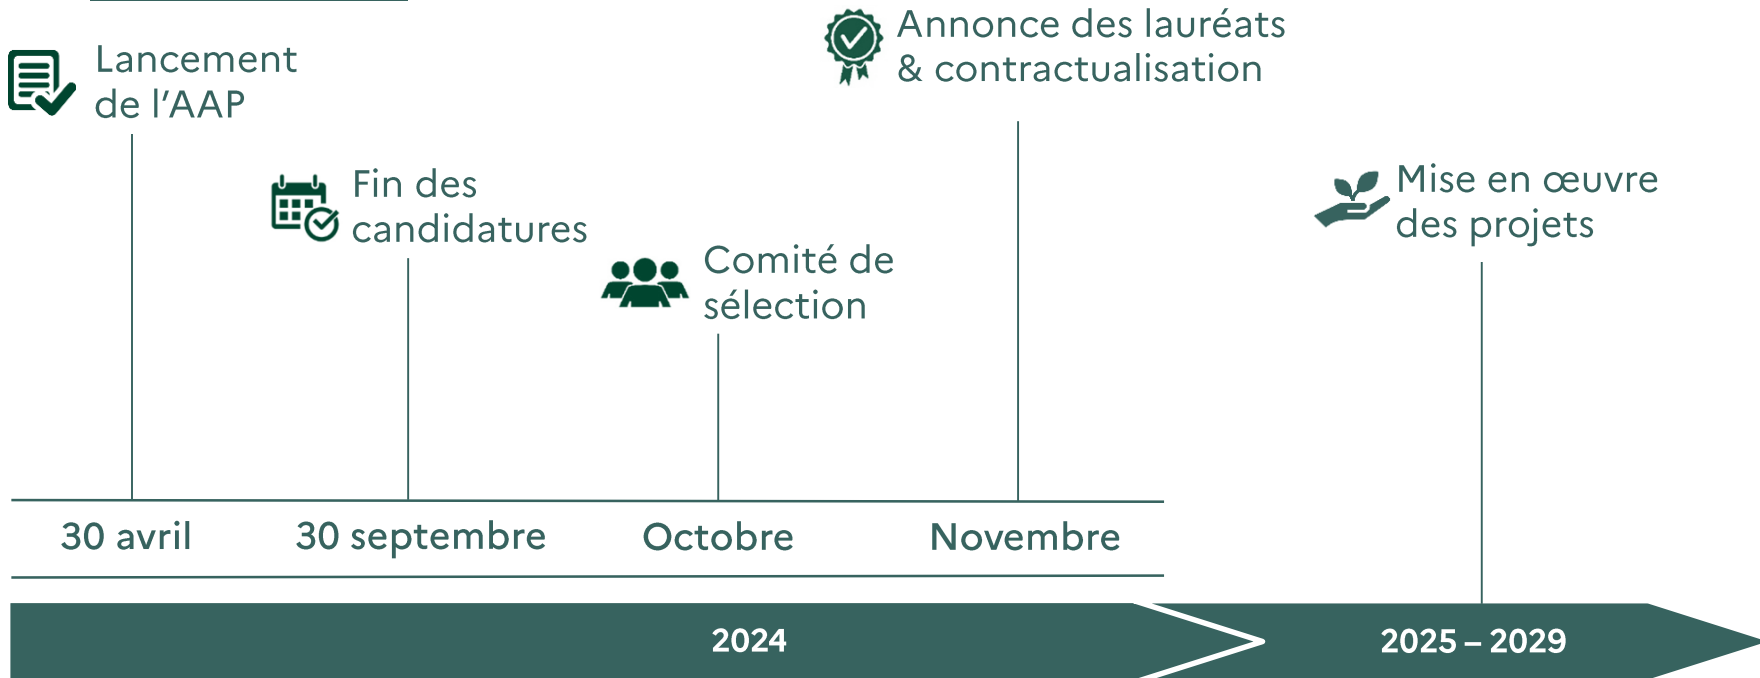 Lancement
de l’AAP
Fin des
candidatures
Comité de
sélection
Annonce des lauréats
& contractualisation
Mise en œuvre
des projets
30 avril
30 septembre
Octobre
Novembre
2024
2025 – 2029